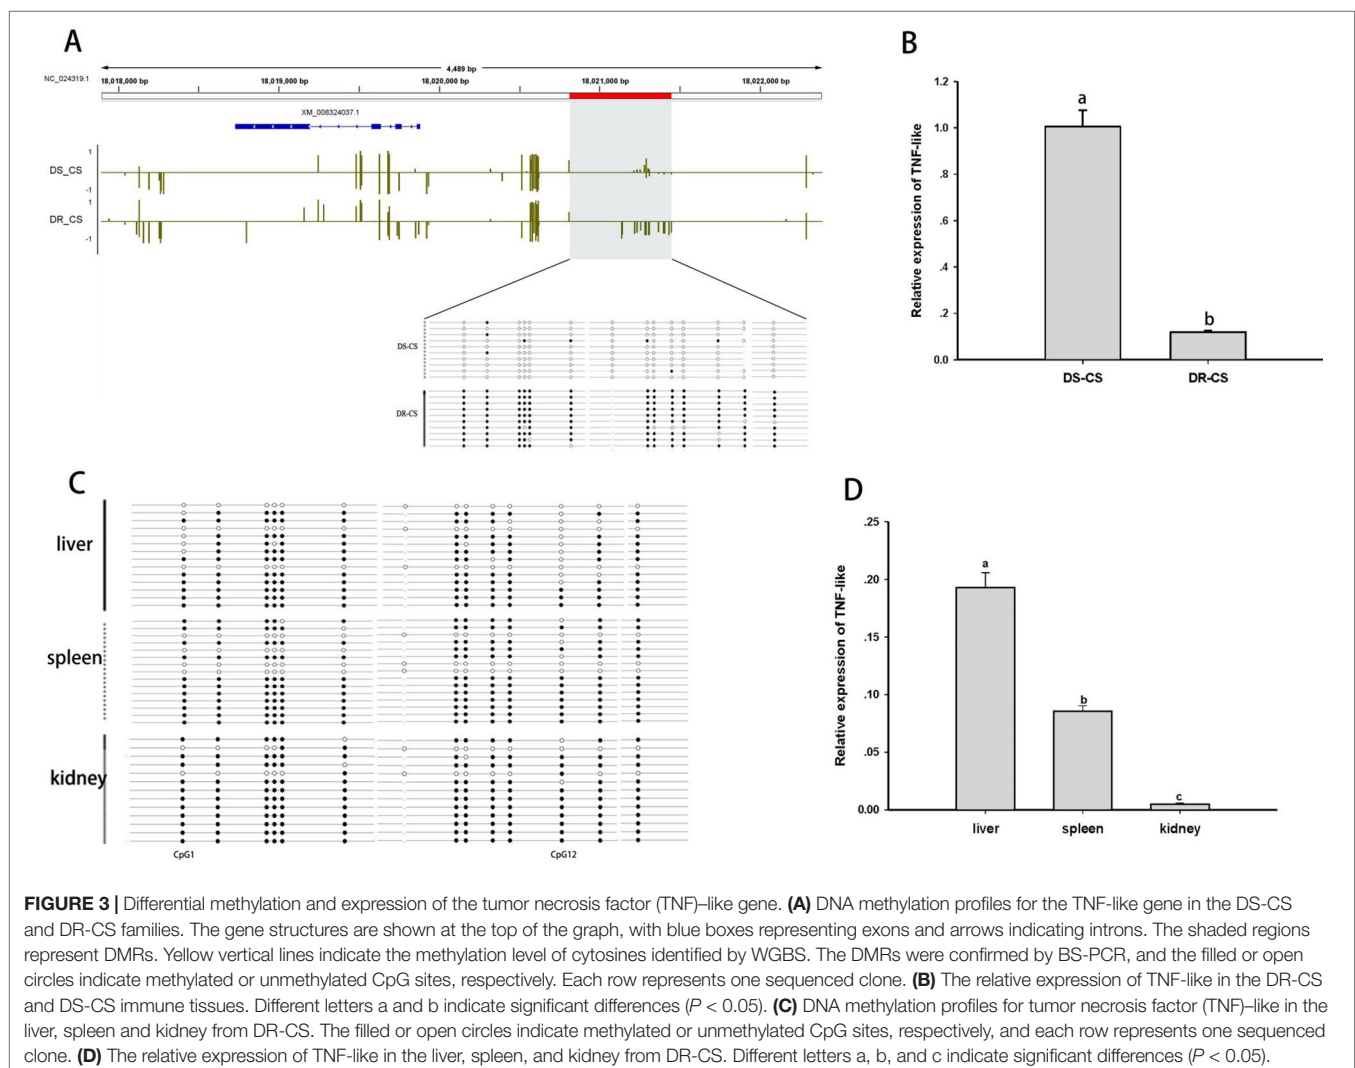 A
4,489 bp
NC_024319.1
18,018,000 bp
18,019,000 bp
18,020,000 bp
18,021,000 bp
18,022,000 bp
XM_008324037.1
1
DS_CS
-1
1
DR_CS
-1
DS-CS
DR-CS
B
Relative expression of TNF-like
1.2
1.0
.8
.6
.4
.2
0.0
a
b
DS-CS
DR-CS
C
liver
spleen
kidney
CpG1
CpG12
D
Relative expression of TNF-like
.25
.20
.15
.10
.05
0.00
a
b
c
liver
spleen
kidney
FIGURE 3 | Differential methylation and expression of the tumor necrosis factor (TNF)–like gene. (A) DNA methylation profiles for the TNF-like gene in the DS-CS
and DR-CS families. The gene structures are shown at the top of the graph, with blue boxes representing exons and arrows indicating introns. The shaded regions
represent DMRs. Yellow vertical lines indicate the methylation level of cytosines identified by WGBS. The DMRs were confirmed by BS-PCR, and the filled or open
circles indicate methylated or unmethylated CpG sites, respectively. Each row represents one sequenced clone. (B) The relative expression of TNF-like in the DR-CS
and DS-CS immune tissues. Different letters a and b indicate significant differences (P < 0.05). (C) DNA methylation profiles for tumor necrosis factor (TNF)–like in the
liver, spleen and kidney from DR-CS. The filled or open circles indicate methylated or unmethylated CpG sites, respectively, and each row represents one sequenced
clone. (D) The relative expression of TNF-like in the liver, spleen, and kidney from DR-CS. Different letters a, b, and c indicate significant differences (P < 0.05).